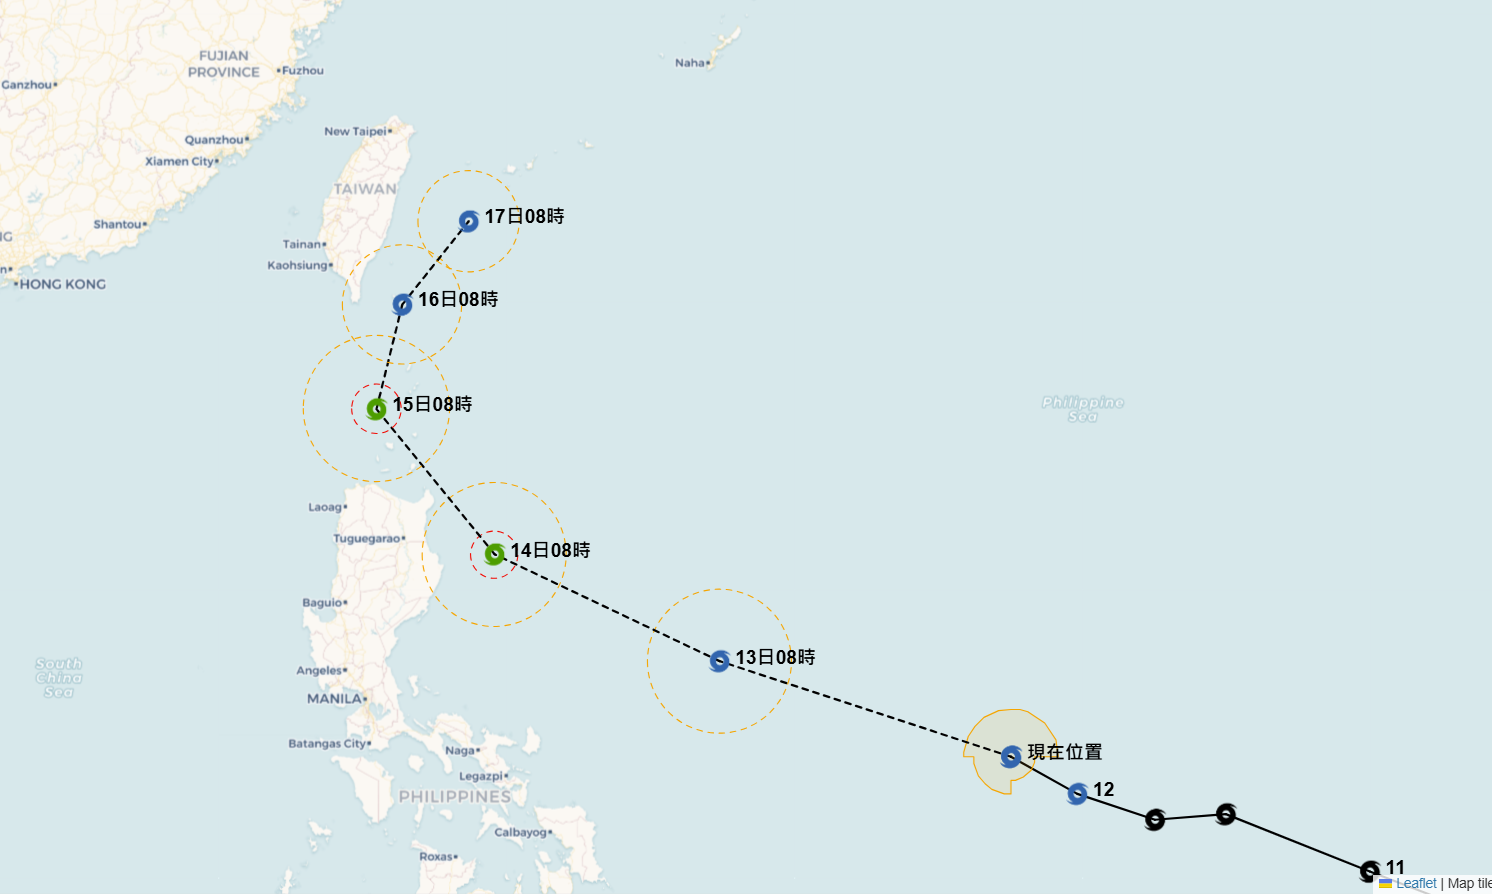 FUJIAN
PROVINCE
Fuzhou
Ganzhou
Naha
New Taipei
Quanzhou
Xiamen City
TAIWAN
17日08時
Shantou
Tainan
Kaohsiung
HONG KONG
16日08時
15日08時
Philippine
Sea
Laoag
Tuguegarao
14日08時
Baguio
13日08時
South
China
Sea
Angeles
MANILA
Batangas City
Naga
現在位置
Legazpi
12
PHILIPPINES
Calbayog
Roxas
11
Leaflet | Map tile